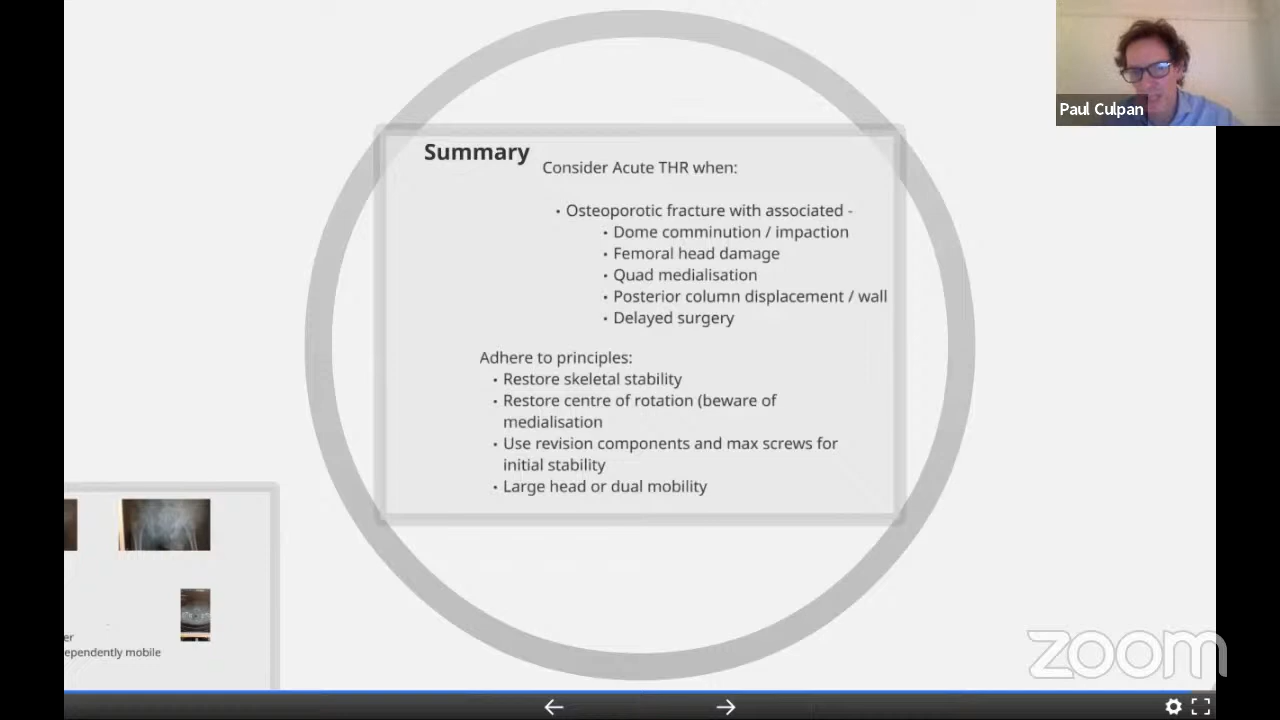 Paul Culpan
Summary
Consider Acute THR when:
• Osteoporotic fracture with associated -
• Dome comminution / impaction
• Femoral head damage
• Quad medialisation
• Posterior column displacement / wall
• Delayed surgery
Adhere to principles:
• Restore skeletal stability
• Restore centre of rotation (beware of
medialisation
• Use revision components and max screws for
initial stability
• Large head or dual mobility
er
ependently mobile
zoom